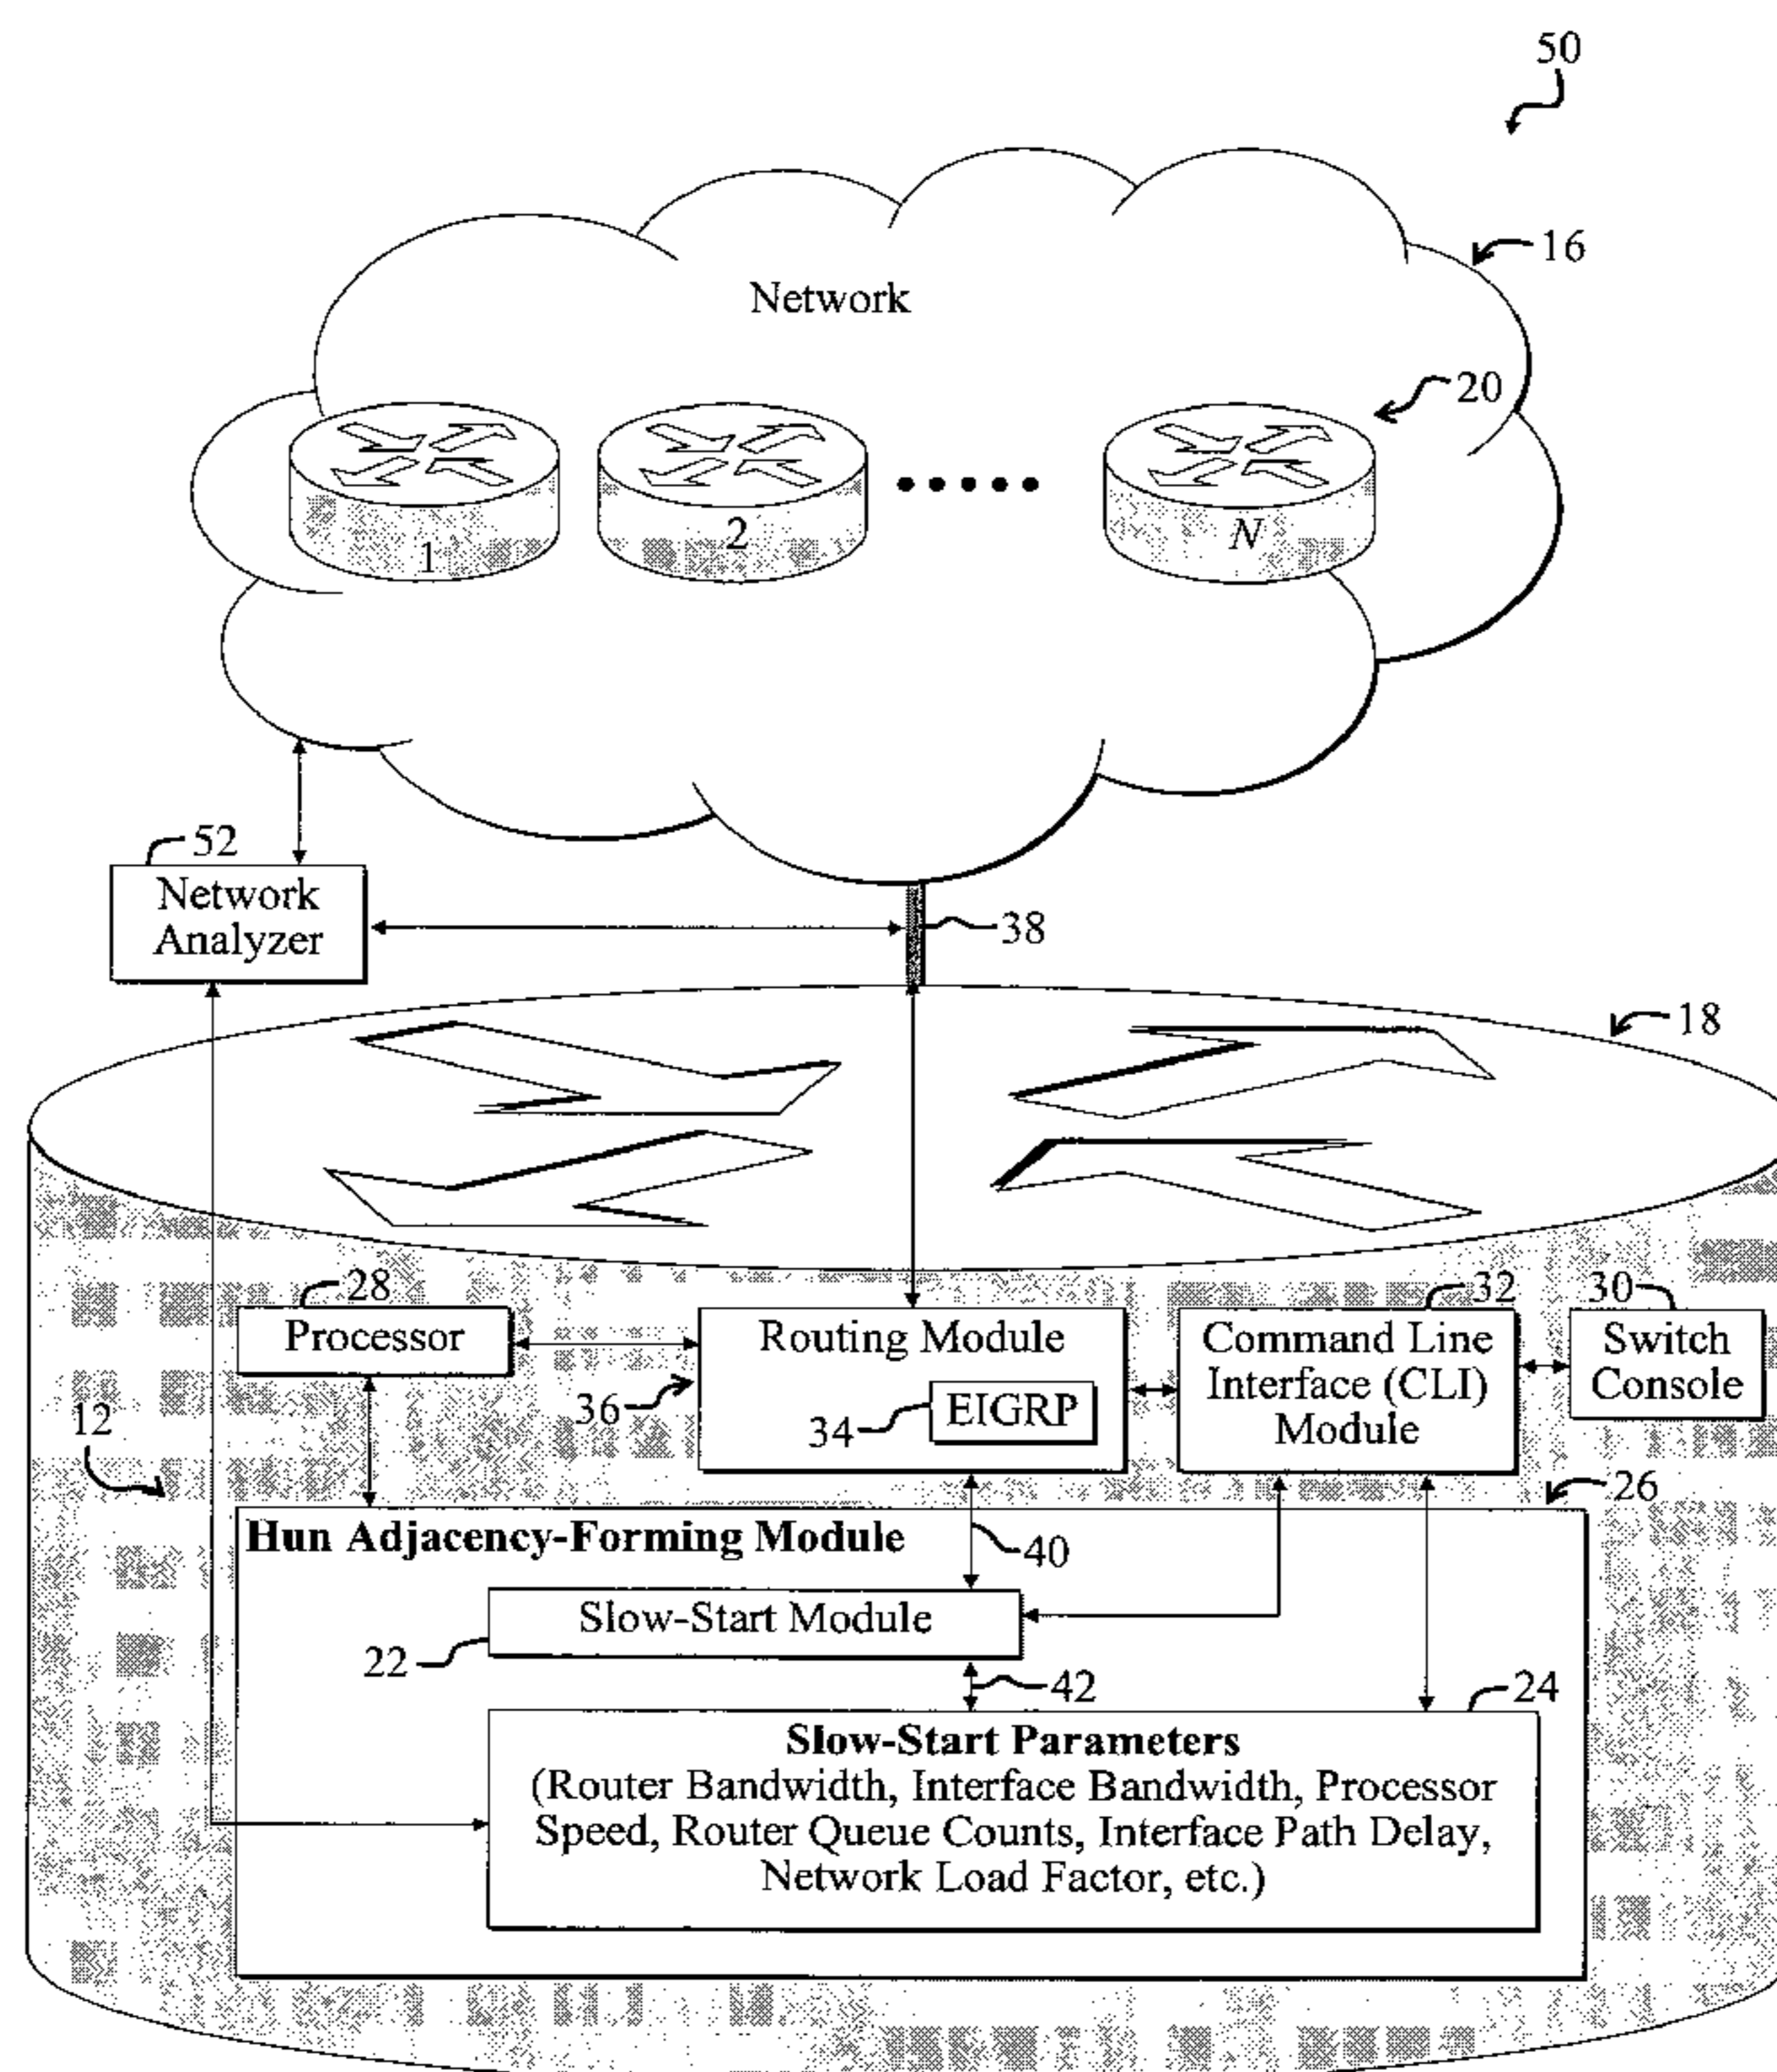 50
16
Network
20
1
2
N
52
Network
Analyzer
38
18
28
Processor
Routing Module
36
34
EIGRP
32
Command Line
Interface (CLI)
Module
30
Switch
Console
12
26
Hun Adjacency-Forming Module
40
Slow-Start Module
22
42
24
Slow-Start Parameters
(Router Bandwidth, Interface Bandwidth, Processor
Speed, Router Queue Counts, Interface Path Delay,
Network Load Factor, etc.)